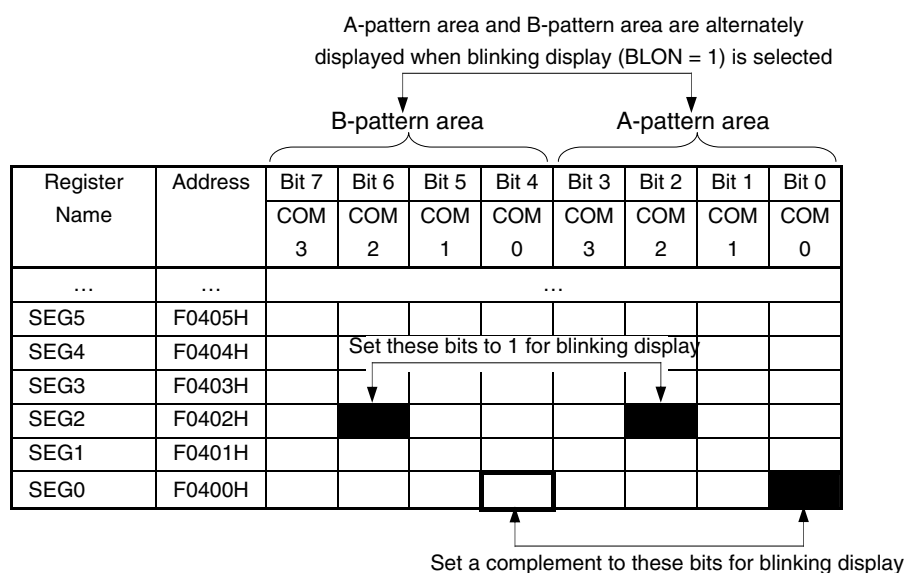 A-pattern area and B-pattern area are alternately
displayed when blinking display (BLON = 1) is selected
B-pattern area A-pattern area
Register Address Bit 7 Bit 6 Bit 5 Bit 4 Bit 3 Bit 2 Bit 1 Bit 0
Name COM COM COM COM COM COM COM COM
3 2 1 0 3 2 1 0
… … …
SEG5 F0405H
SEG4 F0404H Set these bits to 1 for blinking display
SEG3 F0403H
SEG2 F0402H
SEG1 F0401H
SEG0 F0400H
Set a complement to these bits for blinking display